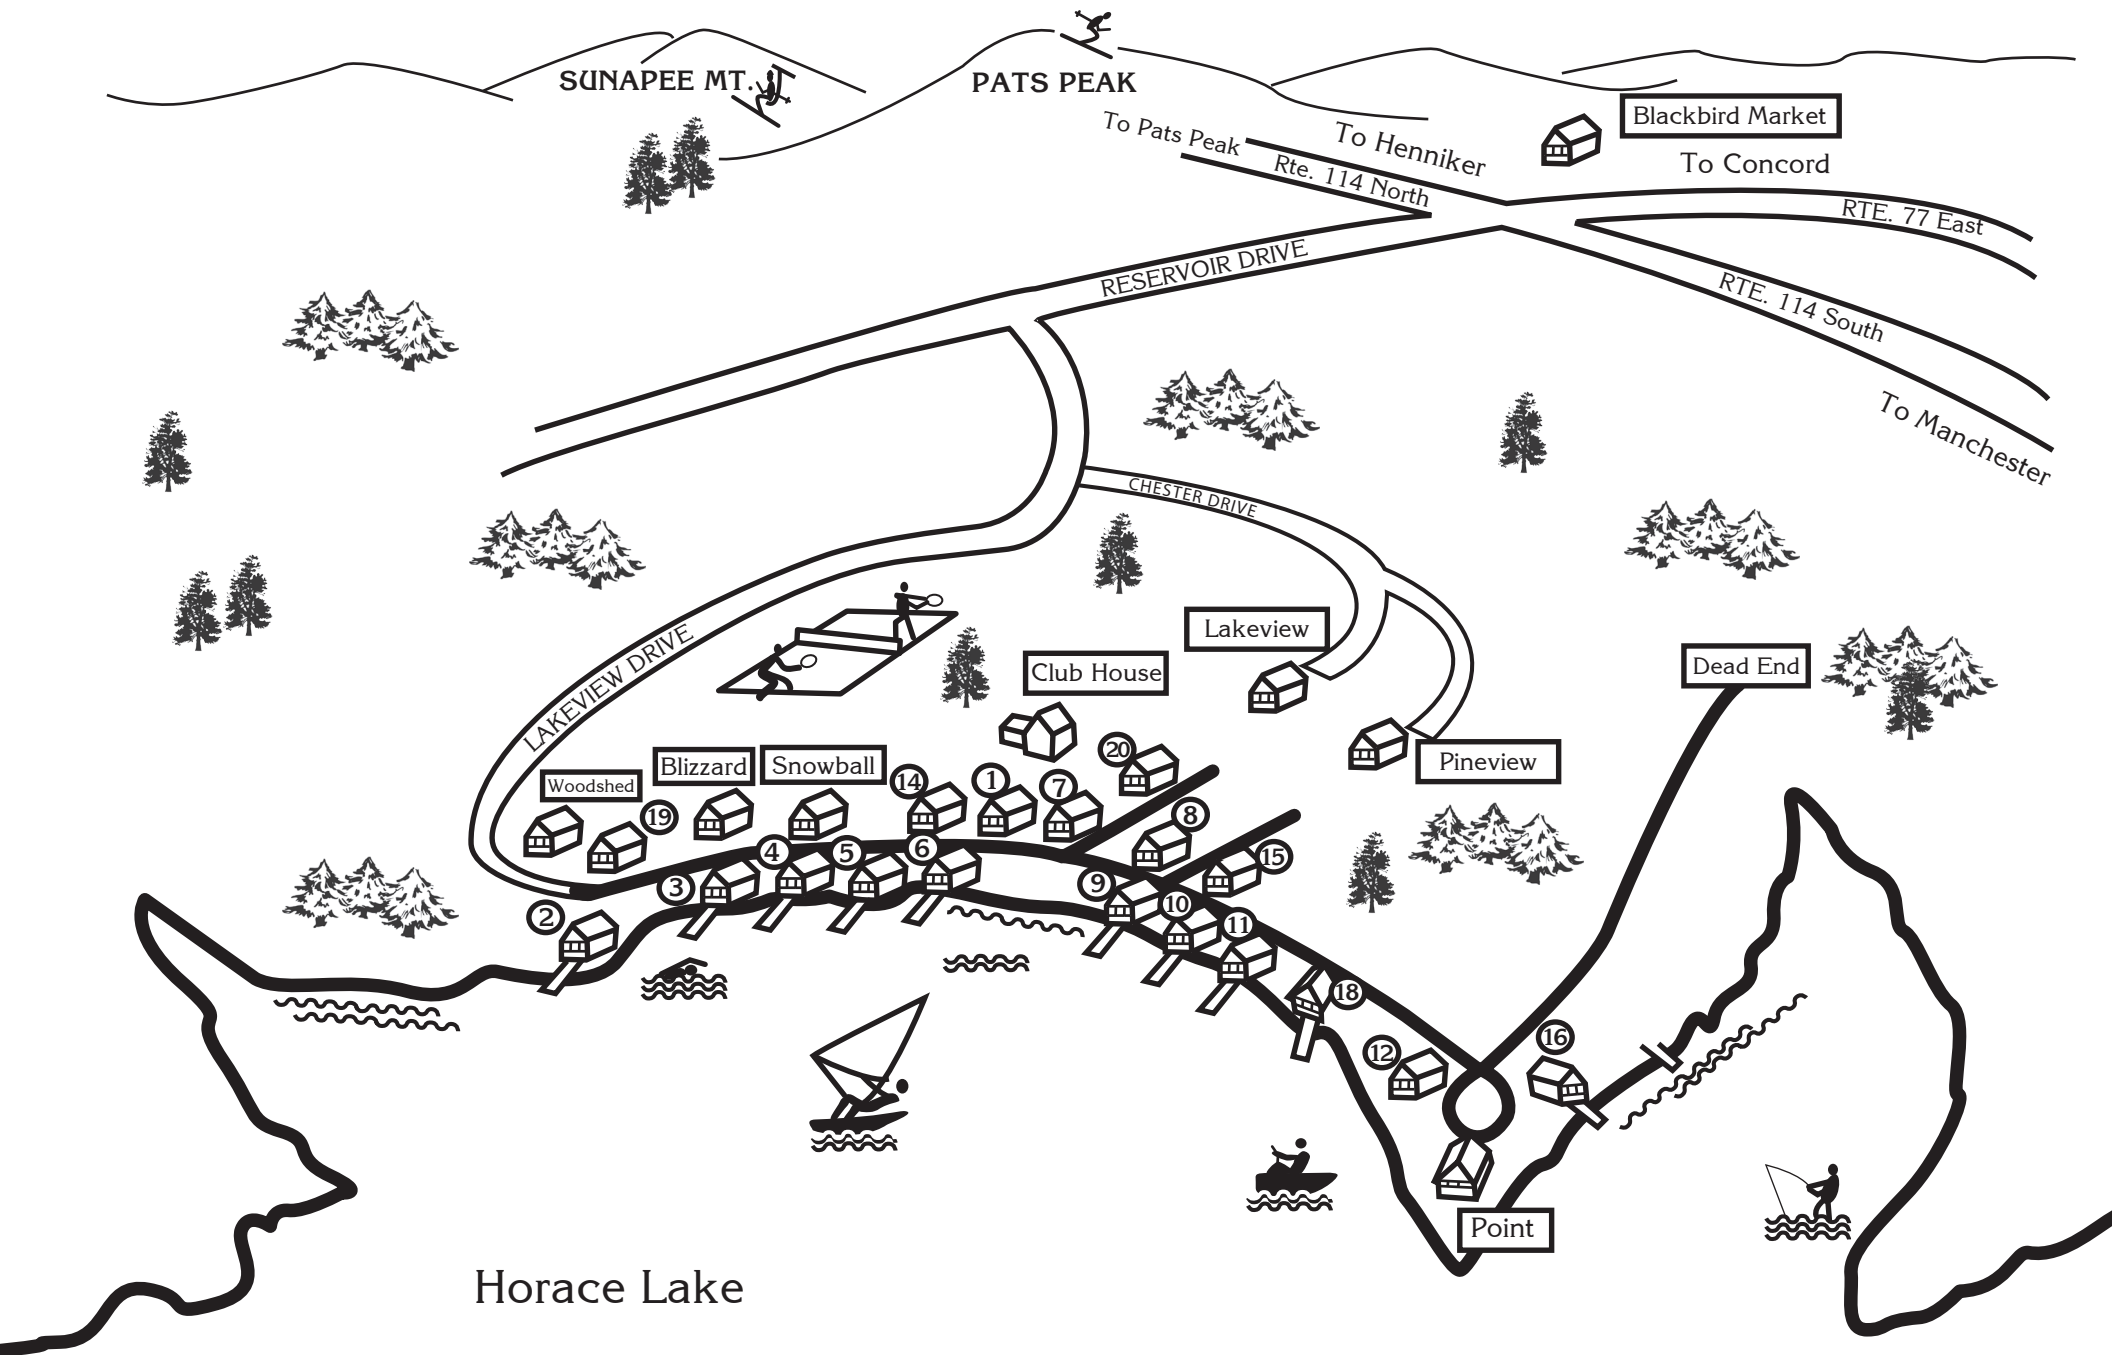 SUNAPEE MT.
PATS PEAK
Blackbird Market
To Pats Peak
To Henniker
To Concord
Rte. 114 North
RTE. 77 East
RESERVOIR DRIVE
RTE. 114 South
To Manchester
CHESTER DRIVE
LAKEVIEW DRIVE
Lakeview
Club House
Dead End
Pineview
Woodshed
Blizzard
Snowball
14
1
7
20
19
8
4
5
6
15
3
9
10
2
11
18
12
16
Point
Horace Lake